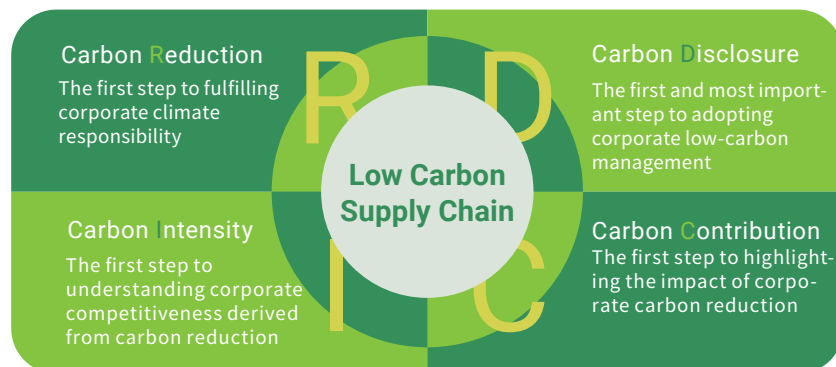 Carbon Reduction
The first step to fulfilling
corporate climate
responsibility
R
D
Carbon Disclosure
The first and most import-
ant step to adopting
corporate low-carbon
management
Low Carbon
Supply Chain
Carbon Intensity
The first step to
understanding corporate
competitiveness derived
from carbon reduction
I
C
Carbon Contribution
The first step to highlight-
ing the impact of corpo-
rate carbon reduction